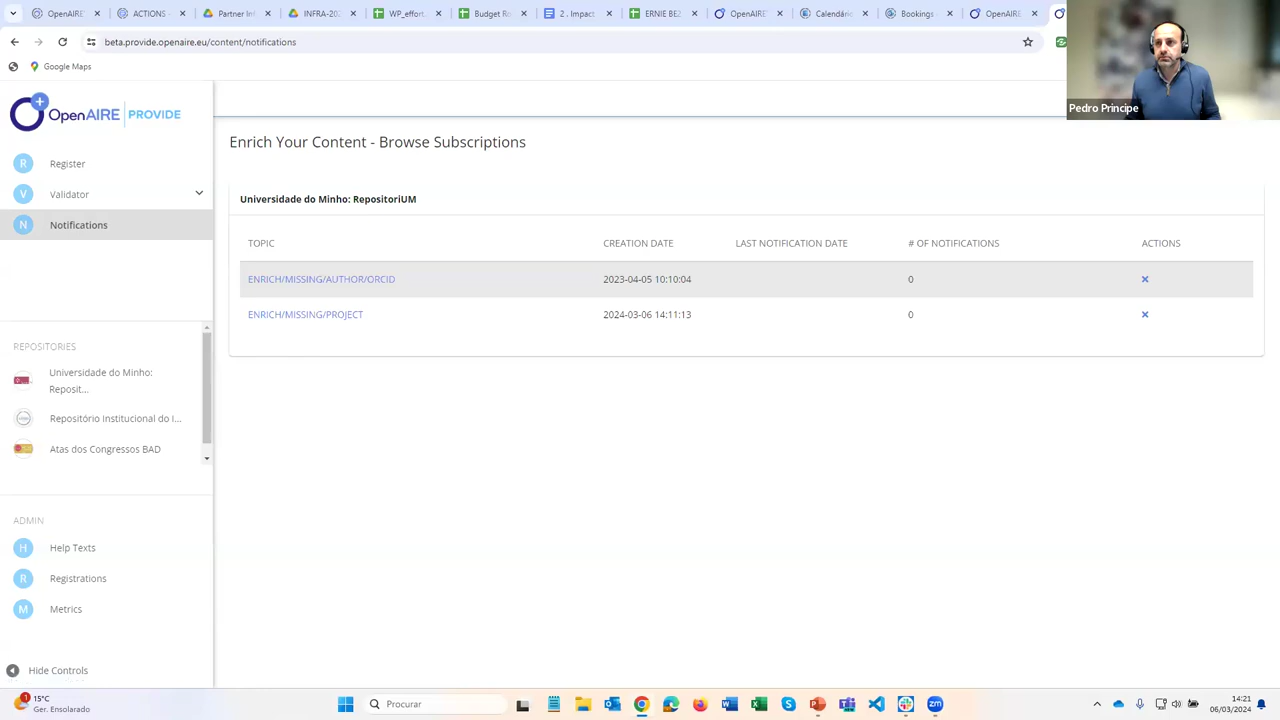 OpenAIRE
ACTIONS -
Partner Inf
INFRA-202
WP_effort.
Budget Ro
2 . Impact
ERNIE BE2
OpenAIRE
Calendário
Bookings
OpenAIRE
beta.provide.openaire.eu/content/notifications
Google Maps
Pedro Principe
OpenAIRE PROVIDE
R Register
V Validator
N Notifications
Enrich Your Content - Browse Subscriptions
Universidade do Minho: RepositoriUM
TOPIC CREATION DATE LAST NOTIFICATION DATE # OF NOTIFICATIONS ACTIONS
ENRICH/MISSING/AUTHOR/ORCID 2023-04-05 10:10:04 0
ENRICH/MISSING/PROJECT 2024-03-06 14:11:13 0
REPOSITORIES
Universidade do Minho:
Reposit...
Repositório Institucional do I...
Atas dos Congressos BAD
ADMIN
H Help Texts
R Registrations
M Metrics
Hide Controls
1 15°C
Ger. Ensolarado
Procurar
14:21
06/03/2024